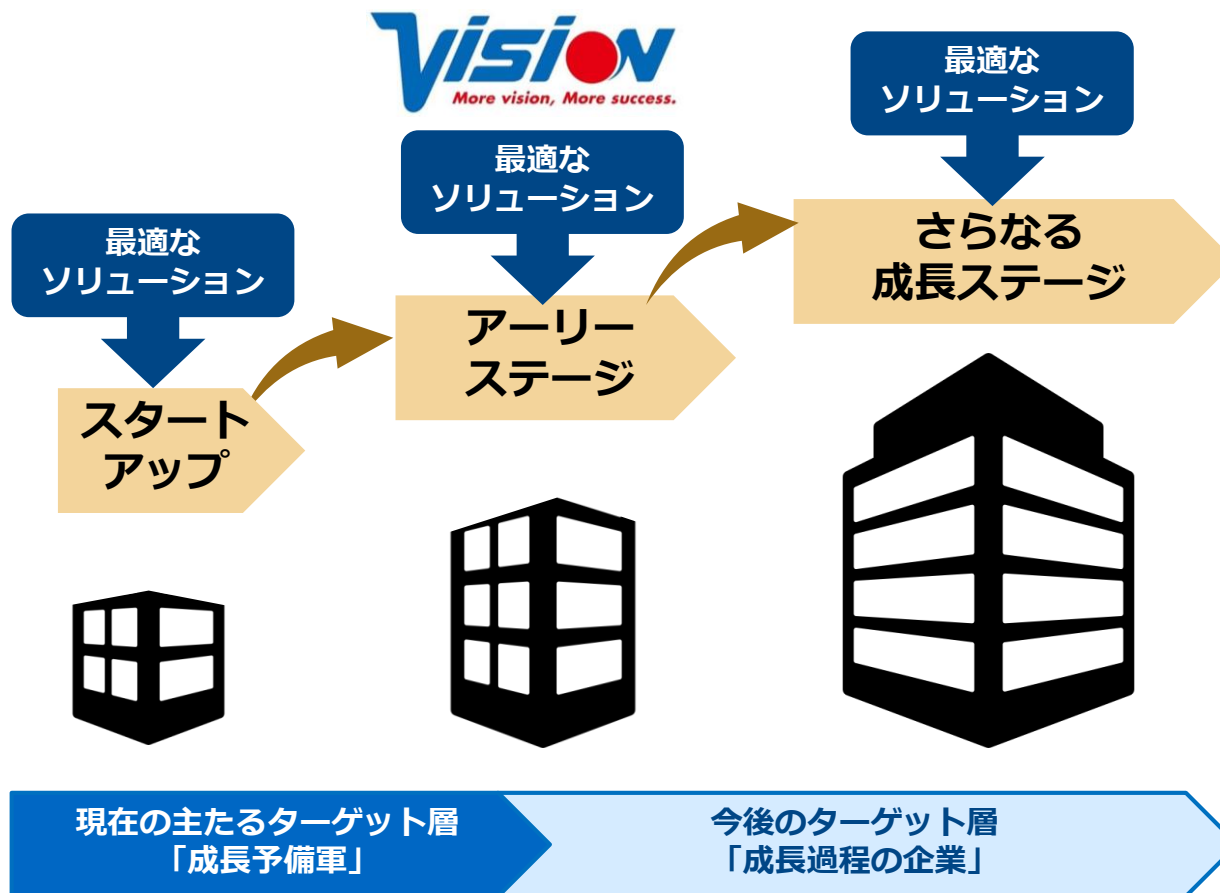 VISION
More vision, More success.
最適な
ソリューション
スタート
アップ
最適な
ソリューション
アーリー
ステージ
最適な
ソリューション
さらなる
成長ステージ
現在の主たるターゲット層
「成長予備軍」
今後のターゲット層
「成長過程の企業」